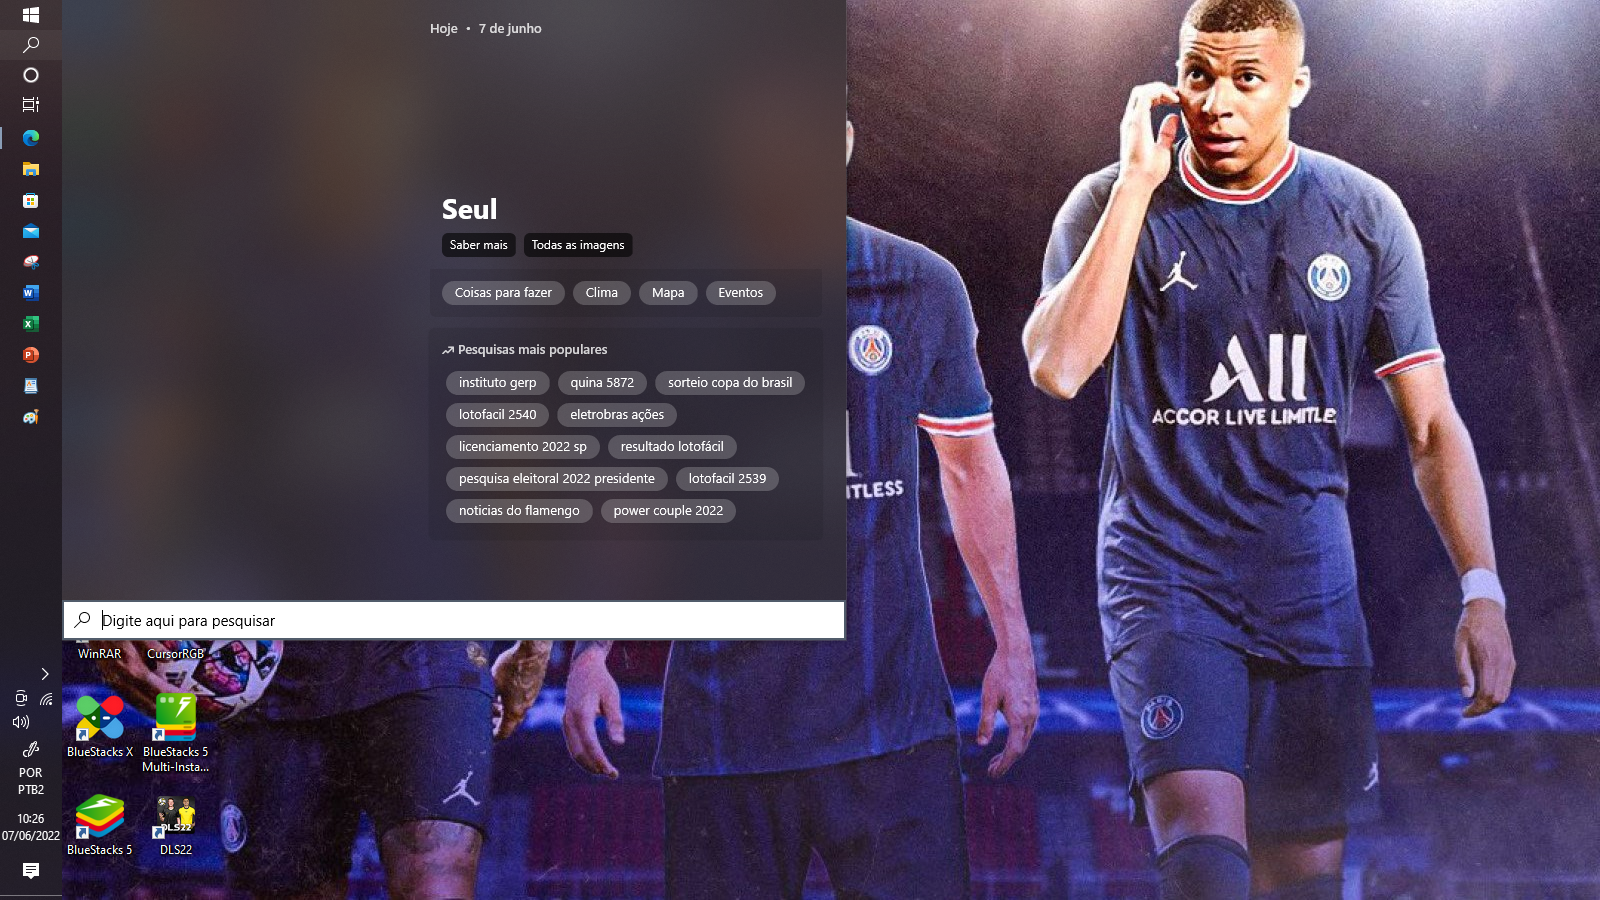 Hoje • 7 de junho
Seul
Saber mais Todas as imagens
Coisas para fazer Clima Mapa Eventos
Pesquisas mais populares
instituto gerp quina 5872 sorteio copa do brasil
lotofacil 2540 eletrobras ações
licenciamento 2022 sp resultado lotofácil
pesquisa eleitoral 2022 presidente lotofacil 2539
noticias do flamengo power couple 2022
Digite aqui para pesquisar
WinRAR CursorRGB
BlueStacks X BlueStacks 5
Multi-Insta...
BlueStacks 5 DLS22
POR
PTB2
10:26
07/06/2022
All
ACCOR LIVE LIMITLE
ITLESS
DLS22